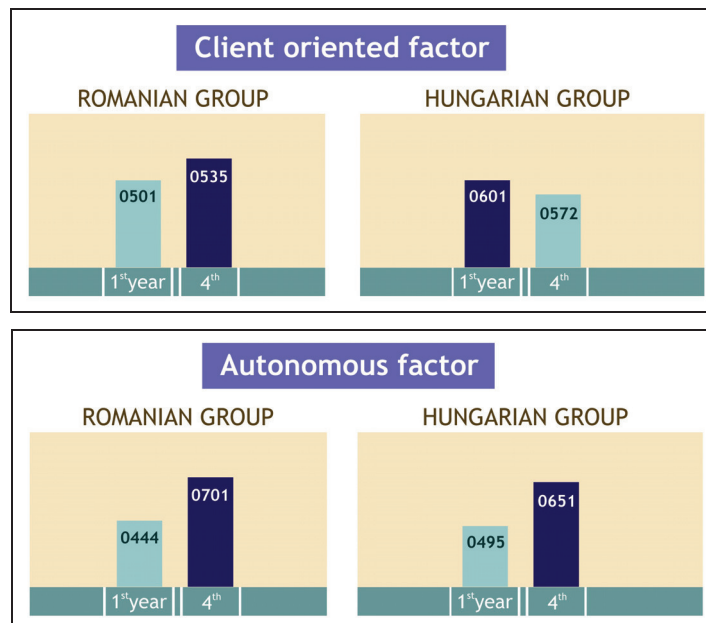 Client oriented factor
ROMANIAN GROUP
0501
0535
1st year
4th
HUNGARIAN GROUP
0601
0572
1st year
4th
Autonomous factor
ROMANIAN GROUP
0444
0701
1st year
4th
HUNGARIAN GROUP
0495
0651
1st year
4th